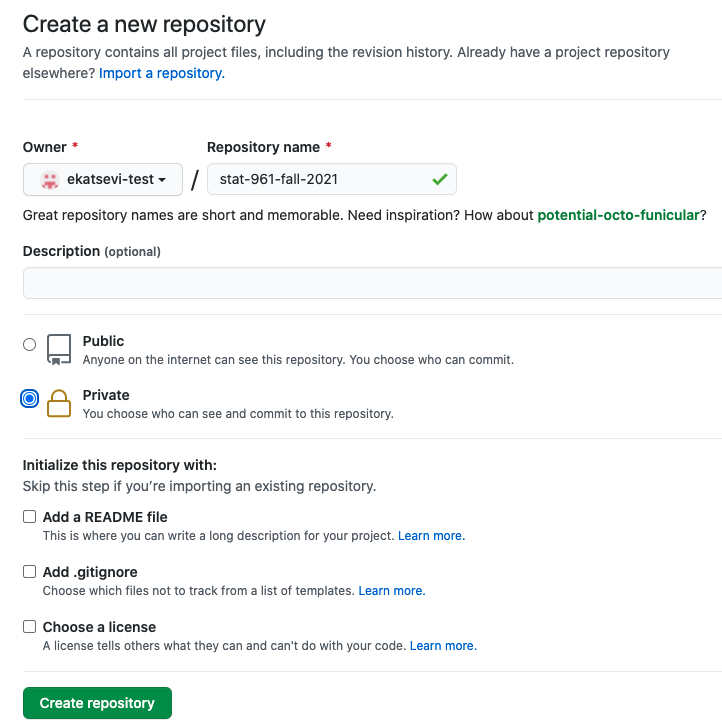 Create a new repository
A repository contains all project files, including the revision history. Already have a project repository
elsewhere? Import a repository.
Owner * Repository name *
ekatsevi-test / stat-961-fall-2021
Great repository names are short and memorable. Need inspiration? How about potential-octo-funicular?
Description (optional)
Public
Anyone on the internet can see this repository. You choose who can commit.
Private
You choose who can see and commit to this repository.
Initialize this repository with:
Skip this step if you’re importing an existing repository.
Add a README file
This is where you can write a long description for your project. Learn more.
Add .gitignore
Choose which files not to track from a list of templates. Learn more.
Choose a license
A license tells others what they can and can't do with your code. Learn more.
Create repository